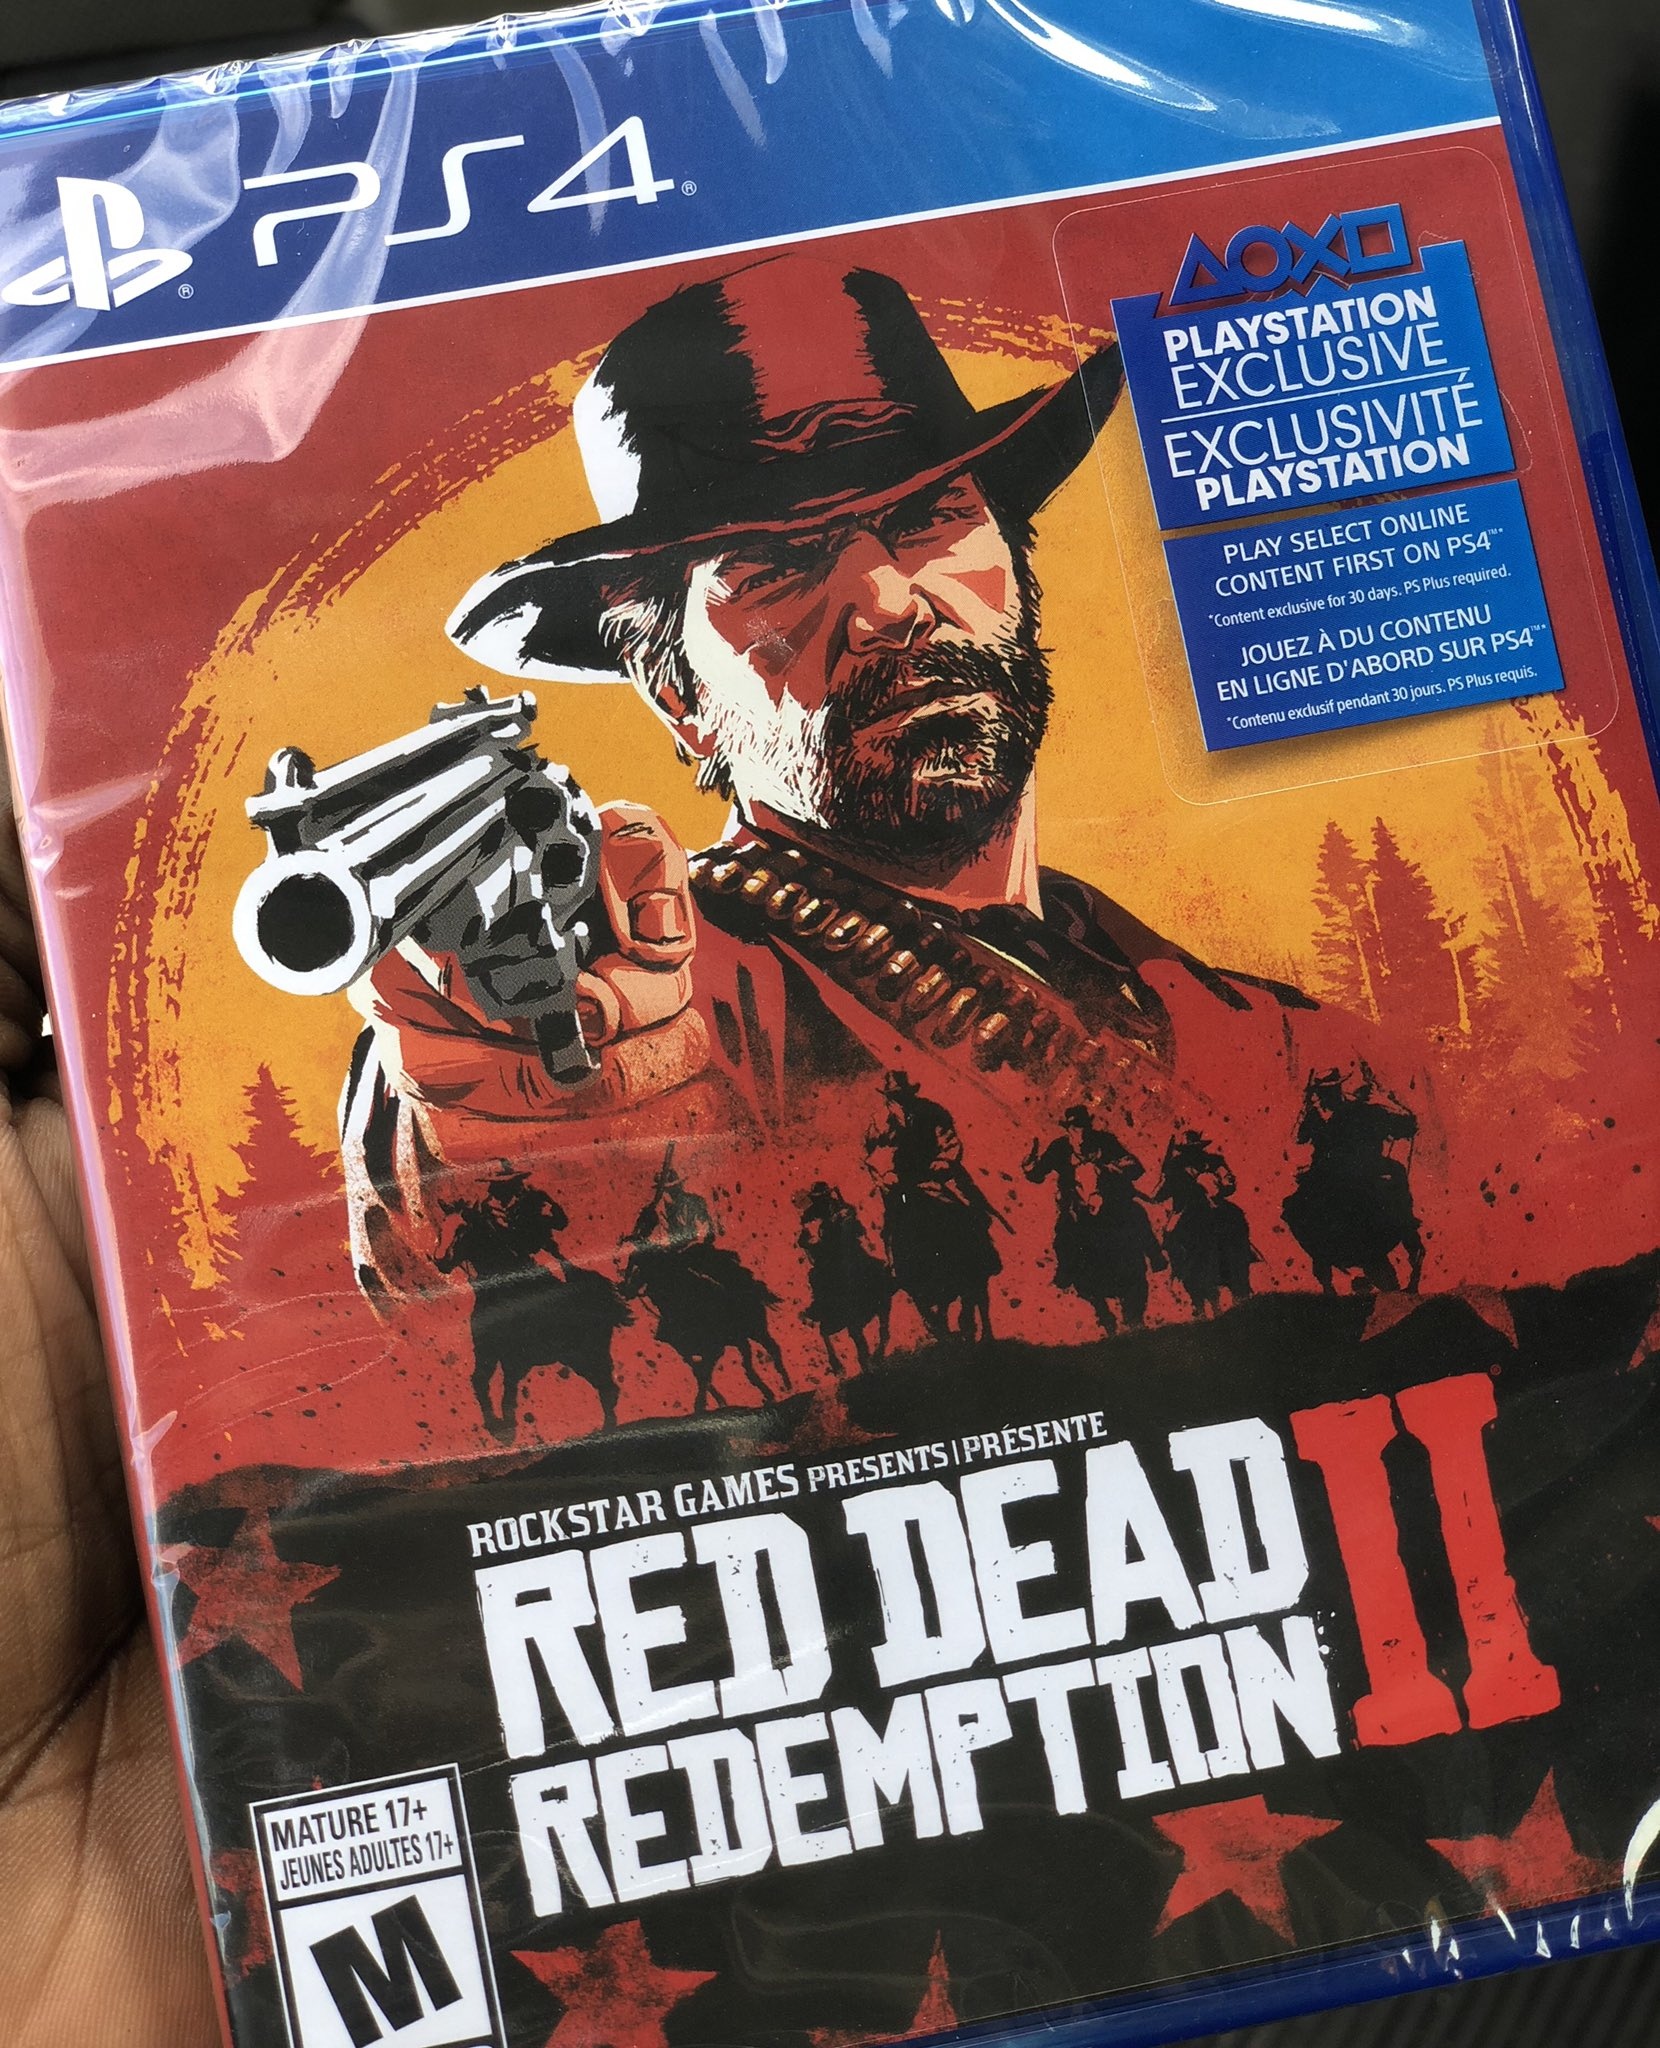 PS4®
PLAYSTATION
EXCLUSIVE
EXCLUSIVITÉ
PLAYSTATION
PLAY SELECT ONLINE
CONTENT FIRST ON PS4™*
*Content exclusive for 30 days. PS Plus required.
JOUEZ À DU CONTENU
EN LIGNE D'ABORD SUR PS4™*
*Contenu exclusif pendant 30 jours. PS Plus requis.
ROCKSTAR GAMES PRESENTS | PRÉSENTE
RED DEAD
REDEMPTION II
MATURE 17+
JEUNES ADULTES 17+
M